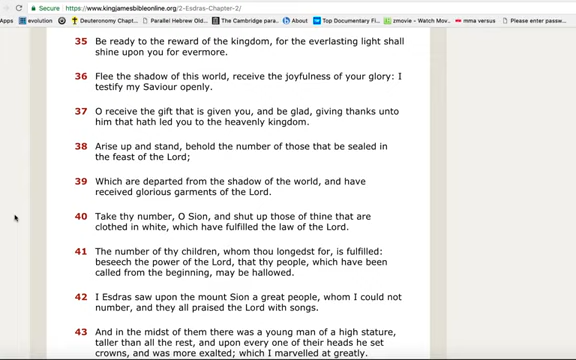 Secure https://www.kingjamesbibleonline.org/2-Esdras-Chapter-2/
Apps evolution Deuteronomy Chapt... Parallel Hebrew Old... The Cambridge para... About Top Documentary Fi... zmovie - Watch Mov... mma versus Please enter passw...
35 Be ready to the reward of the kingdom, for the everlasting light shall
shine upon you for evermore.
36 Flee the shadow of this world, receive the joyfulness of your glory: I
testify my Saviour openly.
37 O receive the gift that is given you, and be glad, giving thanks unto
him that hath led you to the heavenly kingdom.
38 Arise up and stand, behold the number of those that be sealed in
the feast of the Lord;
39 Which are departed from the shadow of the world, and have
received glorious garments of the Lord.
40 Take thy number, O Sion, and shut up those of thine that are
clothed in white, which have fulfilled the law of the Lord.
41 The number of thy children, whom thou longedst for, is fulfilled:
beseech the power of the Lord, that thy people, which have been
called from the beginning, may be hallowed.
42 I Esdras saw upon the mount Sion a great people, whom I could not
number, and they all praised the Lord with songs.
43 And in the midst of them there was a young man of a high stature,
taller than all the rest, and upon every one of their heads he set
crowns, and was more exalted; which I marvelled at greatly.